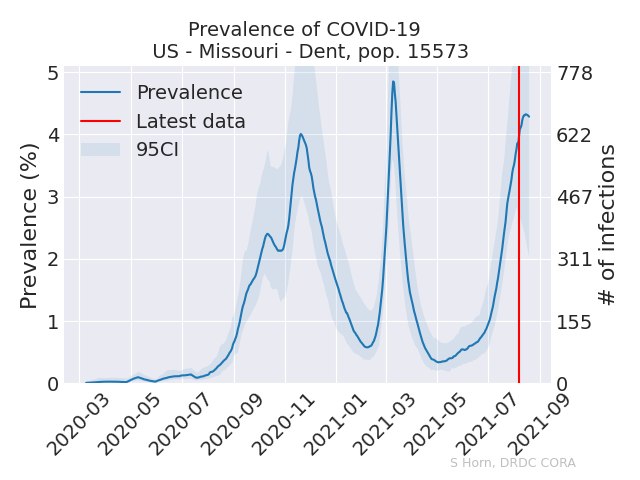 Prevalence of COVID-19
US - Missouri - Dent, pop. 15573
Prevalence
Latest data
95CI
Prevalence (%)
5
4
3
2
1
0
778
622
467
311
155
0
# of infections
2020-03
2020-05
2020-07
2020-09
2020-11
2021-01
2021-03
2021-05
2021-07
2021-09
S Horn, DRDC CORA